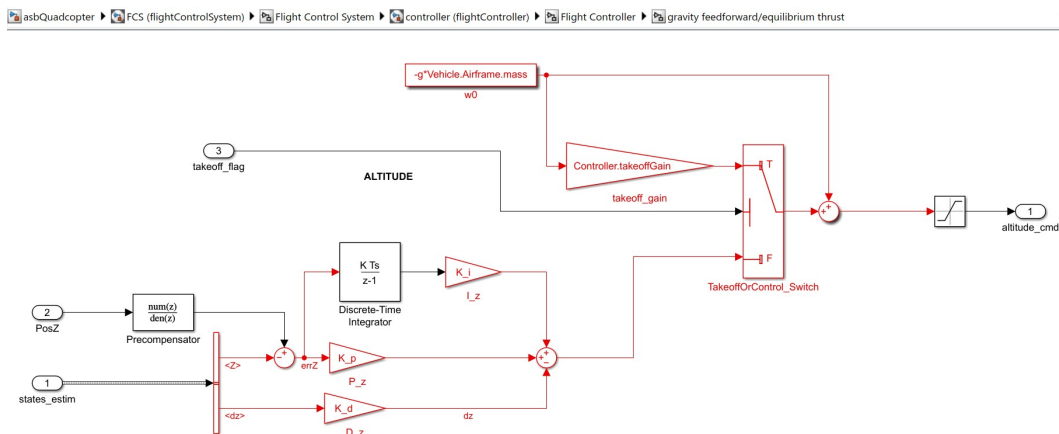 asbQuadcopter FCS (flightControlSystem) Flight Control System controller (flightController) Flight Controller gravity feedforward/equilibrium thrust
-g*Vehicle.Airframe.mass
w0
3
takeoff_flag
ALTITUDE
Controller.takeoffGain
takeoff_gain
T
F
TakeoffOrControl_Switch
+
+
1
altitude_cmd
K Ts
z-1
Discrete-Time
Integrator
K_i
I_z
2
PosZ
num(z)
den(z)
Precompensator
+
-
<Z>
errZ
K_p
P_z
+
+
-
1
states_estim
<dz>
K_d
D_z
dz